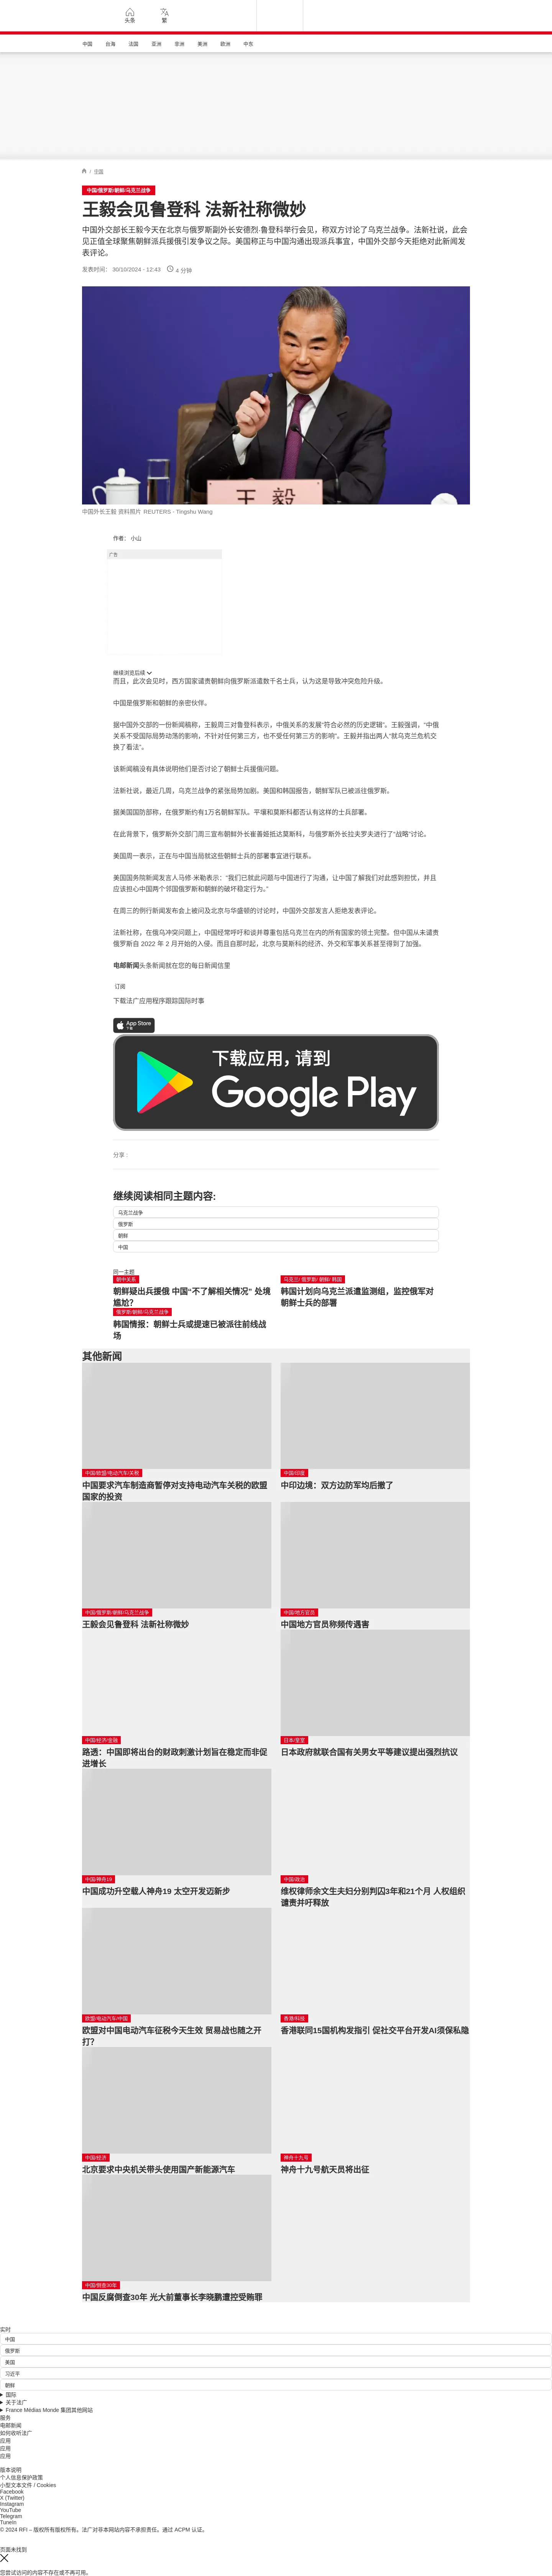 头条
繁
中国
台海
法国
亚洲
非洲
美洲
欧洲
中东
中国
中国/俄罗斯/朝鲜/乌克兰战争
王毅会见鲁登科 法新社称微妙
中国外交部长王毅今天在北京与俄罗斯副外长安德烈·鲁登科举行会见，称双方讨论了乌克兰战争。法新社说，此会
见正值全球聚焦朝鲜派兵援俄引发争议之际。美国称正与中国沟通出现派兵事宜，中国外交部今天拒绝对此新闻发
表评论。
发表时间： 30/10/2024 - 12:43
4 分钟
王 毅
中国外长王毅 资料照片 REUTERS - Tingshu Wang
作者： 小山
广告
继续浏览后续
而且，此次会见时，西方国家谴责朝鲜向俄罗斯派遣数千名士兵，认为这是导致冲突危险升级。
中国是俄罗斯和朝鲜的亲密伙伴。
据中国外交部的一份新闻稿称，王毅周三对鲁登科表示，中俄关系的发展“符合必然的历史逻辑”。王毅强调，“中俄
关系不受国际局势动荡的影响，不针对任何第三方，也不受任何第三方的影响”。王毅并指出两人“就乌克兰危机交
换了看法”。
该新闻稿没有具体说明他们是否讨论了朝鲜士兵援俄问题。
法新社说，最近几周，乌克兰战争的紧张局势加剧。美国和韩国报告，朝鲜军队已被派往俄罗斯。
据美国国防部称，在俄罗斯约有1万名朝鲜军队。平壤和莫斯科都否认有这样的士兵部署。
在此背景下，俄罗斯外交部门周三宣布朝鲜外长崔善姬抵达莫斯科，与俄罗斯外长拉夫罗夫进行了“战略”讨论。
美国周一表示，正在与中国当局就这些朝鲜士兵的部署事宜进行联系。
美国国务院新闻发言人马修·米勒表示：“我们已就此问题与中国进行了沟通，让中国了解我们对此感到担忧，并且
应该担心中国两个邻国俄罗斯和朝鲜的破坏稳定行为。”
在周三的例行新闻发布会上被问及北京与华盛顿的讨论时，中国外交部发言人拒绝发表评论。
法新社称，在俄乌冲突问题上，中国经常呼吁和谈并尊重包括乌克兰在内的所有国家的领土完整。但中国从未谴责
俄罗斯自 2022 年 2 月开始的入侵。而且自那时起，北京与莫斯科的经济、外交和军事关系甚至得到了加强。
电邮新闻头条新闻就在您的每日新闻信里
订阅
下载法广应用程序跟踪国际时事
App Store
下载
下载应用，请到
Google Play
分享 :
继续阅读相同主题内容:
乌克兰战争
俄罗斯
朝鲜
中国
同一主题
朝中关系
朝鲜疑出兵援俄 中国“不了解相关情况” 处境
尴尬？
乌克兰/ 俄罗斯/ 朝鲜/ 韩国
韩国计划向乌克兰派遣监测组，监控俄军对
朝鲜士兵的部署
俄罗斯/朝鲜/乌克兰战争
韩国情报：朝鲜士兵或提速已被派往前线战
场
其他新闻
中国/欧盟/电动汽车/关税
中国要求汽车制造商暂停对支持电动汽车关税的欧盟
国家的投资
中国/印度
中印边境：双方边防军均后撤了
中国/俄罗斯/朝鲜/乌克兰战争
王毅会见鲁登科 法新社称微妙
中国/地方官员
中国地方官员称频传遇害
中国/经济/金融
路透：中国即将出台的财政刺激计划旨在稳定而非促
进增长
日本/皇室
日本政府就联合国有关男女平等建议提出强烈抗议
中国/神舟19
中国成功升空载人神舟19 太空开发迈新步
中国/政治
维权律师余文生夫妇分别判囚3年和21个月 人权组织
谴责并吁释放
欧盟/电动汽车/中国
欧盟对中国电动汽车征税今天生效 贸易战也随之开
打？
香港/科技
香港联同15国机构发指引 促社交平台开发AI须保私隐
中国/经济
北京要求中央机关带头使用国产新能源汽车
神舟十九号
神舟十九号航天员将出征
中国/倒查30年
中国反腐倒查30年 光大前董事长李晓鹏遭控受贿罪
实时
中国
俄罗斯
美国
习近平
朝鲜
国际
关于法广
France Médias Monde 集团其他网站
服务
电邮新闻
如何收听法广
应用
应用
应用
版本说明
个人信息保护政策
小型文本文件 / Cookies
Facebook
X (Twitter)
Instagram
YouTube
Telegram
TuneIn
© 2024 RFI – 版权所有版权所有。法广对非本网站内容不承担责任。通过 ACPM 认证。
页面未找到
您尝试访问的内容不存在或不再可用。